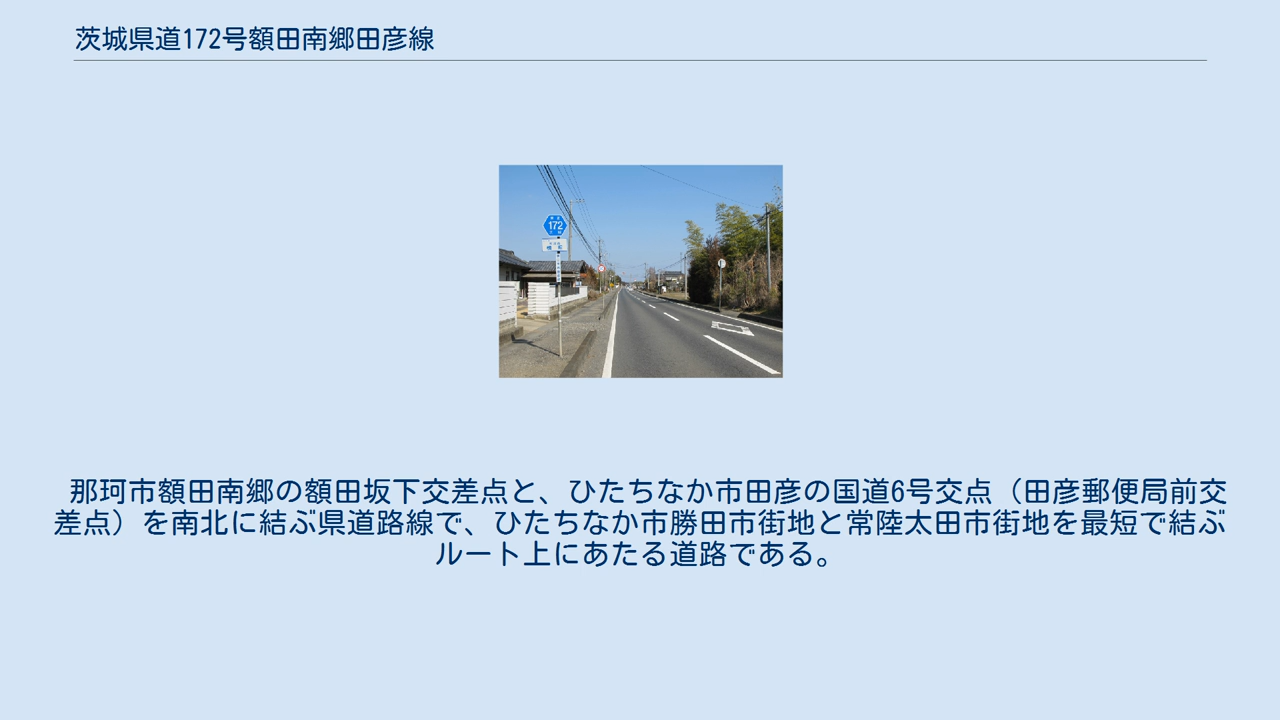 茨城県道172号額田南郷田彦線
172
那珂市額田南郷の額田坂下交差点と、ひたちなか市田彦の国道6号交点（田彦郵便局前交
差点）を南北に結ぶ県道路線で、ひたちなか市勝田市街地と常陸太田市街地を最短で結ぶ
ルート上にあたる道路である。